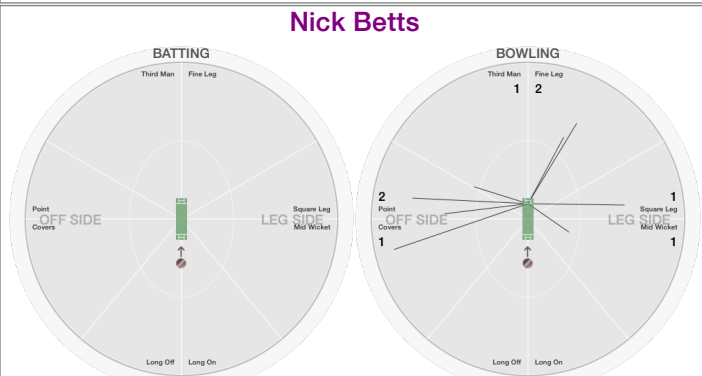 Nick Betts
BATTING
Third Man Fine Leg
Point
OFF SIDE
Covers
Square Leg
LEG SIDE
Mid Wicket
Long Off Long On
BOWLING
Third Man Fine Leg
1 2
2
Point
OFF SIDE
Covers
1
1
Square Leg
LEG SIDE
Mid Wicket
1
Long Off Long On